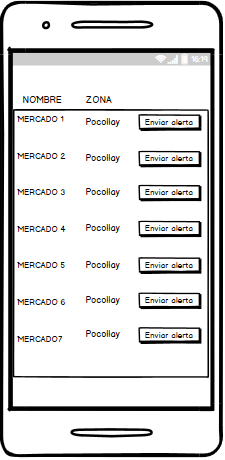 16:19
NOMBRE ZONA
MERCADO 1 Pocollay Enviar alerta
MERCADO 2 Pocollay Enviar alerta
MERCADO 3 Pocollay Enviar alerta
MERCADO 4 Pocollay Enviar alerta
MERCADO 5 Pocollay Enviar alerta
MERCADO 6 Pocollay Enviar alerta
MERCADO7 Pocollay Enviar alerta